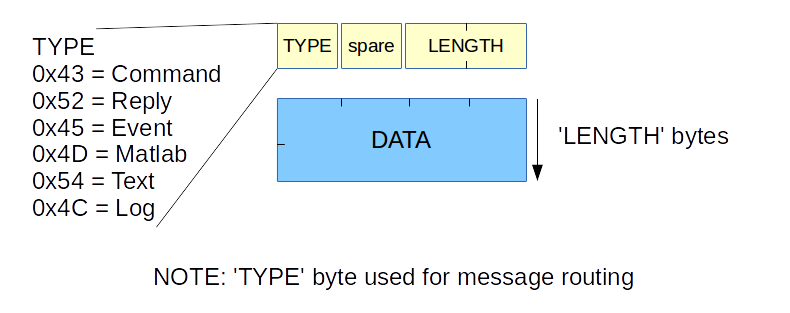 TYPE
0x43 = Command
0x52 = Reply
0x45 = Event
0x4D = Matlab
0x54 = Text
0x4C = Log
TYPE spare LENGTH
DATA
'LENGTH' bytes
NOTE: 'TYPE' byte used for message routing